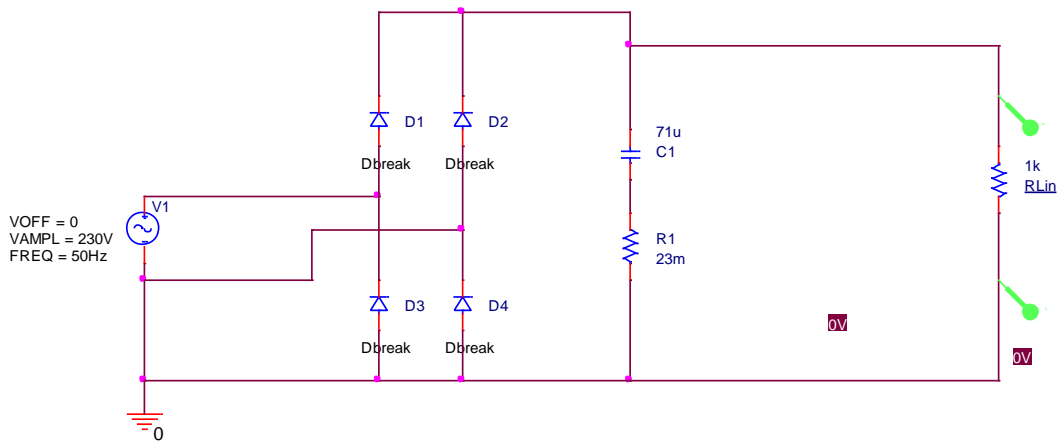 D1
D2
Dbreak
Dbreak
71u
C1
1k
RLin
V1
VOFF = 0
VAMPL = 230V
FREQ = 50Hz
R1
23m
D3
D4
Dbreak
Dbreak
0V
0V
0